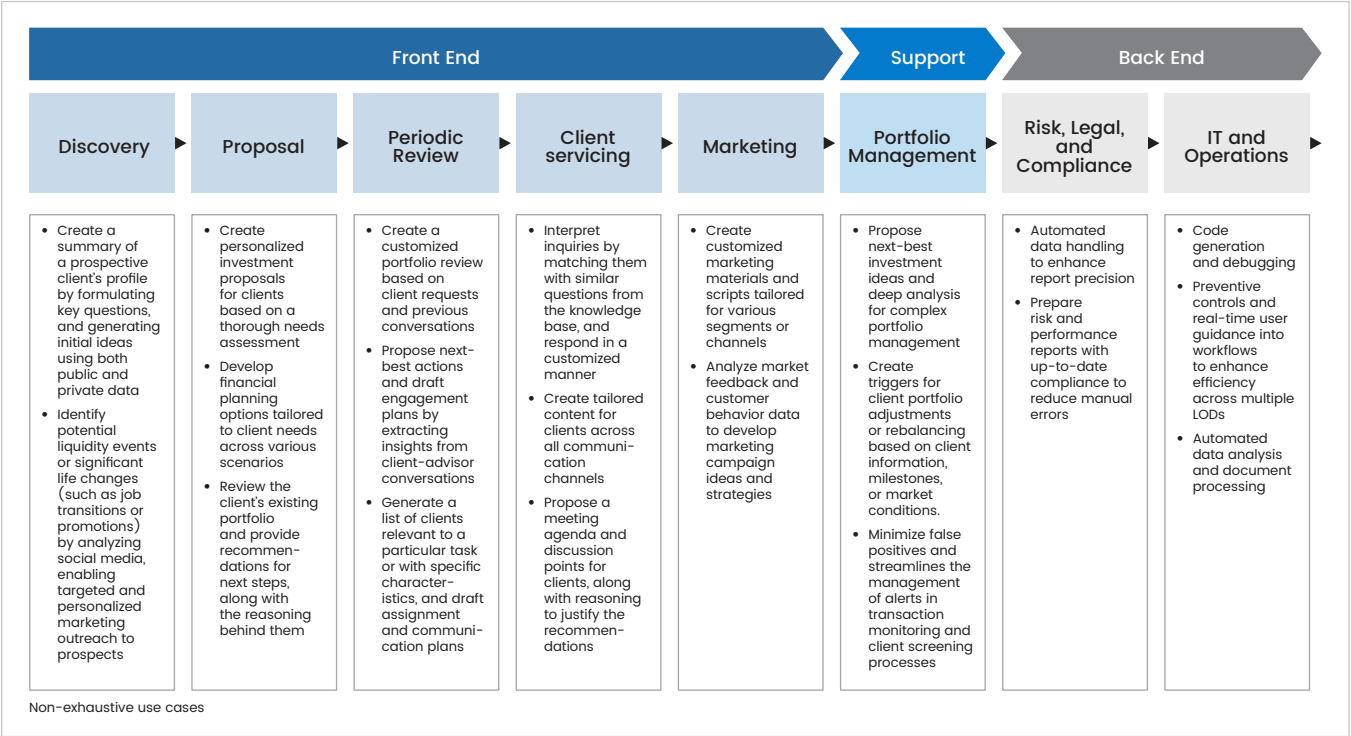 Front End
Support
Back End
Discovery
Proposal
Periodic
Review
Client
servicing
Marketing
Portfolio
Management
Risk, Legal,
and
Compliance
IT and
Operations
• Create a
summary of
a prospective
client's profile
by formulating
key questions,
and generating
initial ideas
using both
public and
private data
• Identify
potential
liquidity events
or significant
life changes
(such as job
transitions or
promotions)
by analyzing
social media,
enabling
targeted and
personalized
marketing
outreach to
prospects
• Create
personalized
investment
proposals
for clients
based on a
thorough needs
assessment
• Develop
financial
planning
options tailored
to client needs
across various
scenarios
• Review the
client's existing
portfolio
and provide
recommen-
dations for
next steps,
along with
the reasoning
behind them
• Create a
customized
portfolio review
based on
client requests
and previous
conversations
• Propose next-
best actions
and draft
engagement
plans by
extracting
insights from
client-advisor
conversations
• Generate a
list of clients
relevant to a
particular task
or with specific
character-
istics, and draft
assignment
and communi-
cation plans
• Interpret
inquiries by
matching them
with similar
questions from
the knowledge
base, and
respond in a
customized
manner
• Create tailored
content for
clients across
all communi-
cation
channels
• Propose a
meeting
agenda and
discussion
points for
clients, along
with reasoning
to justify the
recommen-
dations
• Create
customized
marketing
materials and
scripts tailored
for various
segments or
channels
• Analyze market
feedback and
customer
behavior data
to develop
marketing
campaign
ideas and
strategies
• Propose
next-best
investment
ideas and
deep analysis
for complex
portfolio
management
• Create
triggers for
client portfolio
adjustments
or rebalancing
based on client
information,
milestones,
or market
conditions.
• Minimize false
positives and
streamlines the
management
of alerts in
transaction
monitoring and
client screening
processes
• Automated
data handling
to enhance
report precision
• Prepare
risk and
performance
reports with
up-to-date
compliance to
reduce manual
errors
• Code
generation
and debugging
• Preventive
controls and
real-time user
guidance into
workflows
to enhance
efficiency
across multiple
LODs
• Automated
data analysis
and document
processing
Non-exhaustive use cases